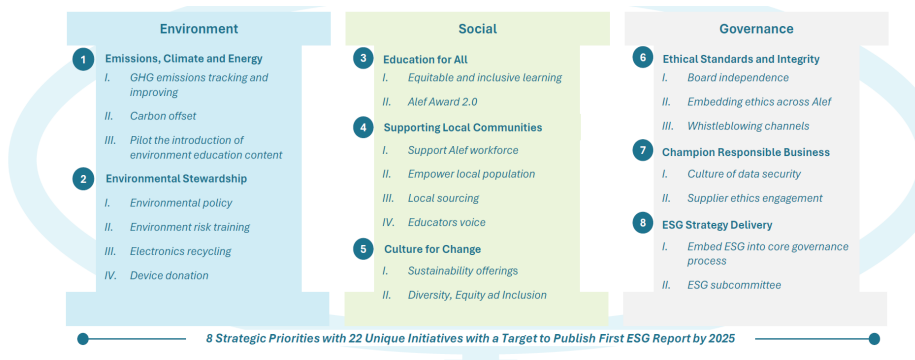 Environment
1
Emissions, Climate and Energy
I. GHG emissions tracking and
improving
II. Carbon offset
III. Pilot the introduction of
environment education content
2
Environmental Stewardship
I. Environmental policy
II. Environment risk training
III. Electronics recycling
IV. Device donation
Social
3
Education for All
I. Equitable and inclusive learning
II. Alef Award 2.0
4
Supporting Local Communities
I. Support Alef workforce
II. Empower local population
III. Local sourcing
IV. Educators voice
5
Culture for Change
I. Sustainability offerings
II. Diversity, Equity ad Inclusion
Governance
6
Ethical Standards and Integrity
I. Board independence
II. Embedding ethics across Alef
III. Whistleblowing channels
7
Champion Responsible Business
I. Culture of data security
II. Supplier ethics engagement
8
ESG Strategy Delivery
I. Embed ESG into core governance
process
II. ESG subcommittee
8 Strategic Priorities with 22 Unique Initiatives with a Target to Publish First ESG Report by 2025